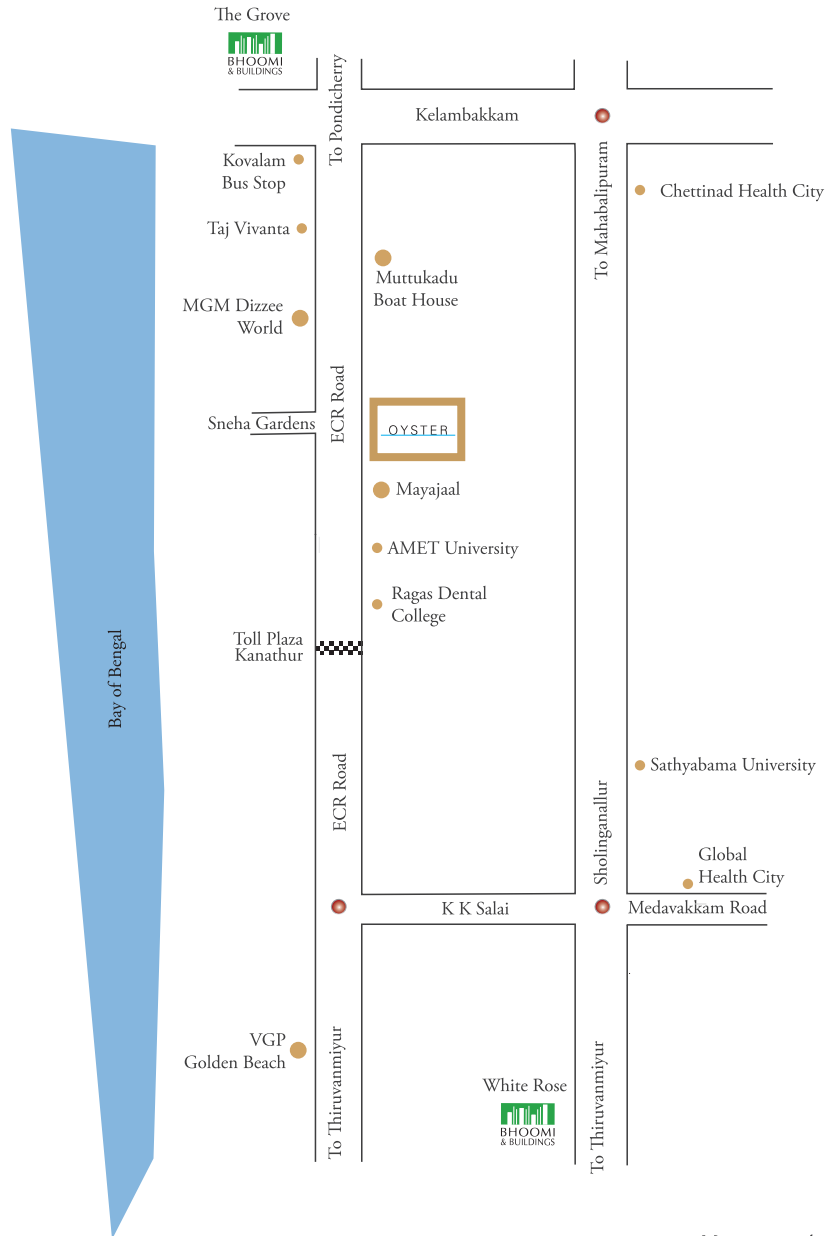 The Grove
BHOOMI
& BUILDINGS
To Pondicherry
Kelambakkam
Kovalam
Bus Stop
To Mahabalipuram
Chettinad Health City
Taj Vivanta
Muttukadu
Boat House
MGM Dizzee
World
ECR Road
Sneha Gardens
OYSTER
Mayajaal
AMET University
Ragas Dental
College
Toll Plaza
Kanathur
Bay of Bengal
ECR Road
Sathyabama University
Sholinganallur
Global
Health City
K K Salai
Medavakkam Road
VGP
Golden Beach
To Thiruvanmiyur
White Rose
BHOOMI
& BUILDINGS
To Thiruvanmiyur